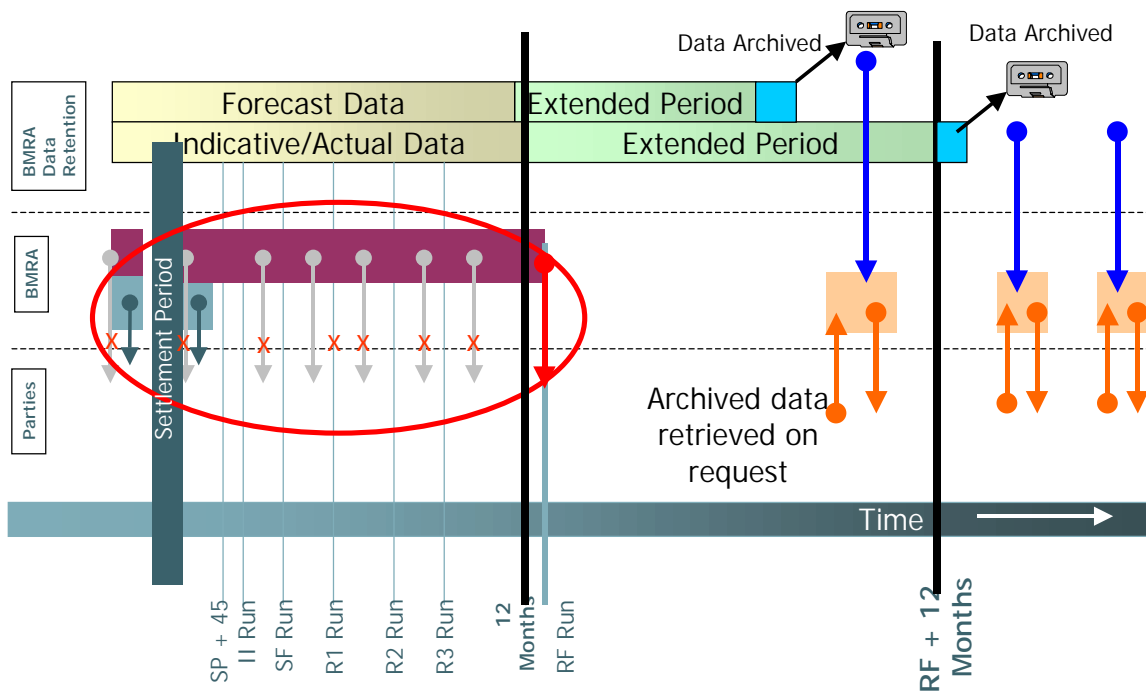 Data Archived
Data Archived
BMRA
Data
Retention
Forecast Data
Extended Period
Indicative/Actual Data
Extended Period
BMRA
Settlement Period
X
X
X
X
X
X
X
Parties
Archived data
retrieved on
request
Time
SP + 45
II Run
SF Run
R1 Run
R2 Run
R3 Run
12
Months
RF Run
RF + 12
Months